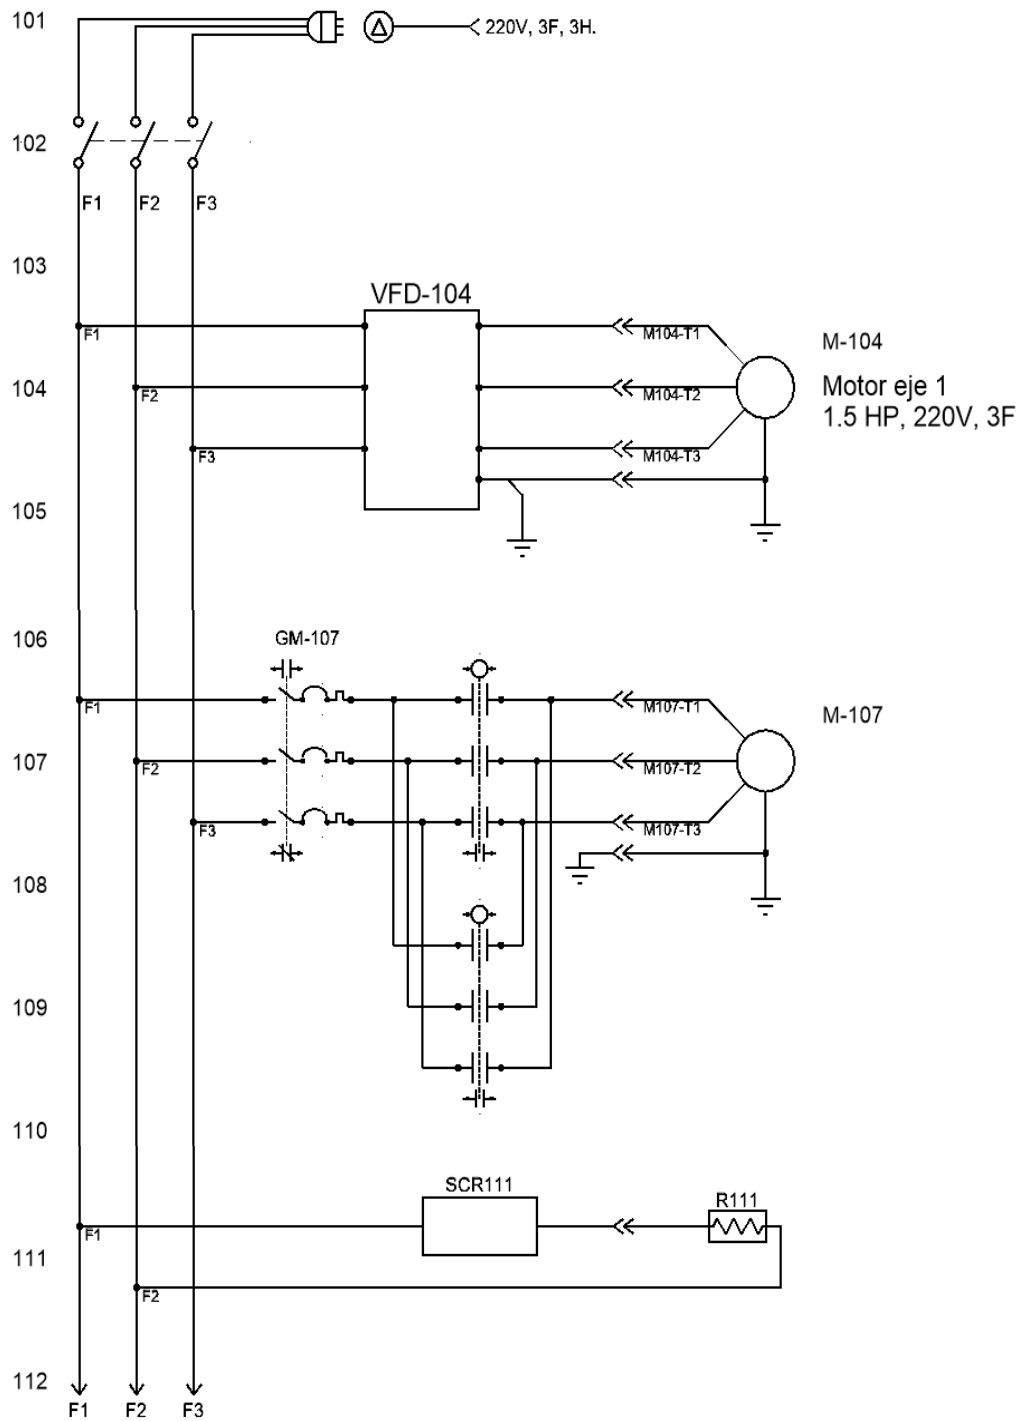 101
220V, 3F, 3H.
102
F1 F2 F3
103
VFD-104
F1
M104-T1
M-104
104
F2
M104-T2
Motor eje 1
1.5 HP, 220V, 3F
F3
M104-T3
105
106
GM-107
F1
M107-T1
M-107
107
F2
M107-T2
F3
M107-T3
108
109
110
SCR111
R111
F1
111
F2
112
F1 F2 F3